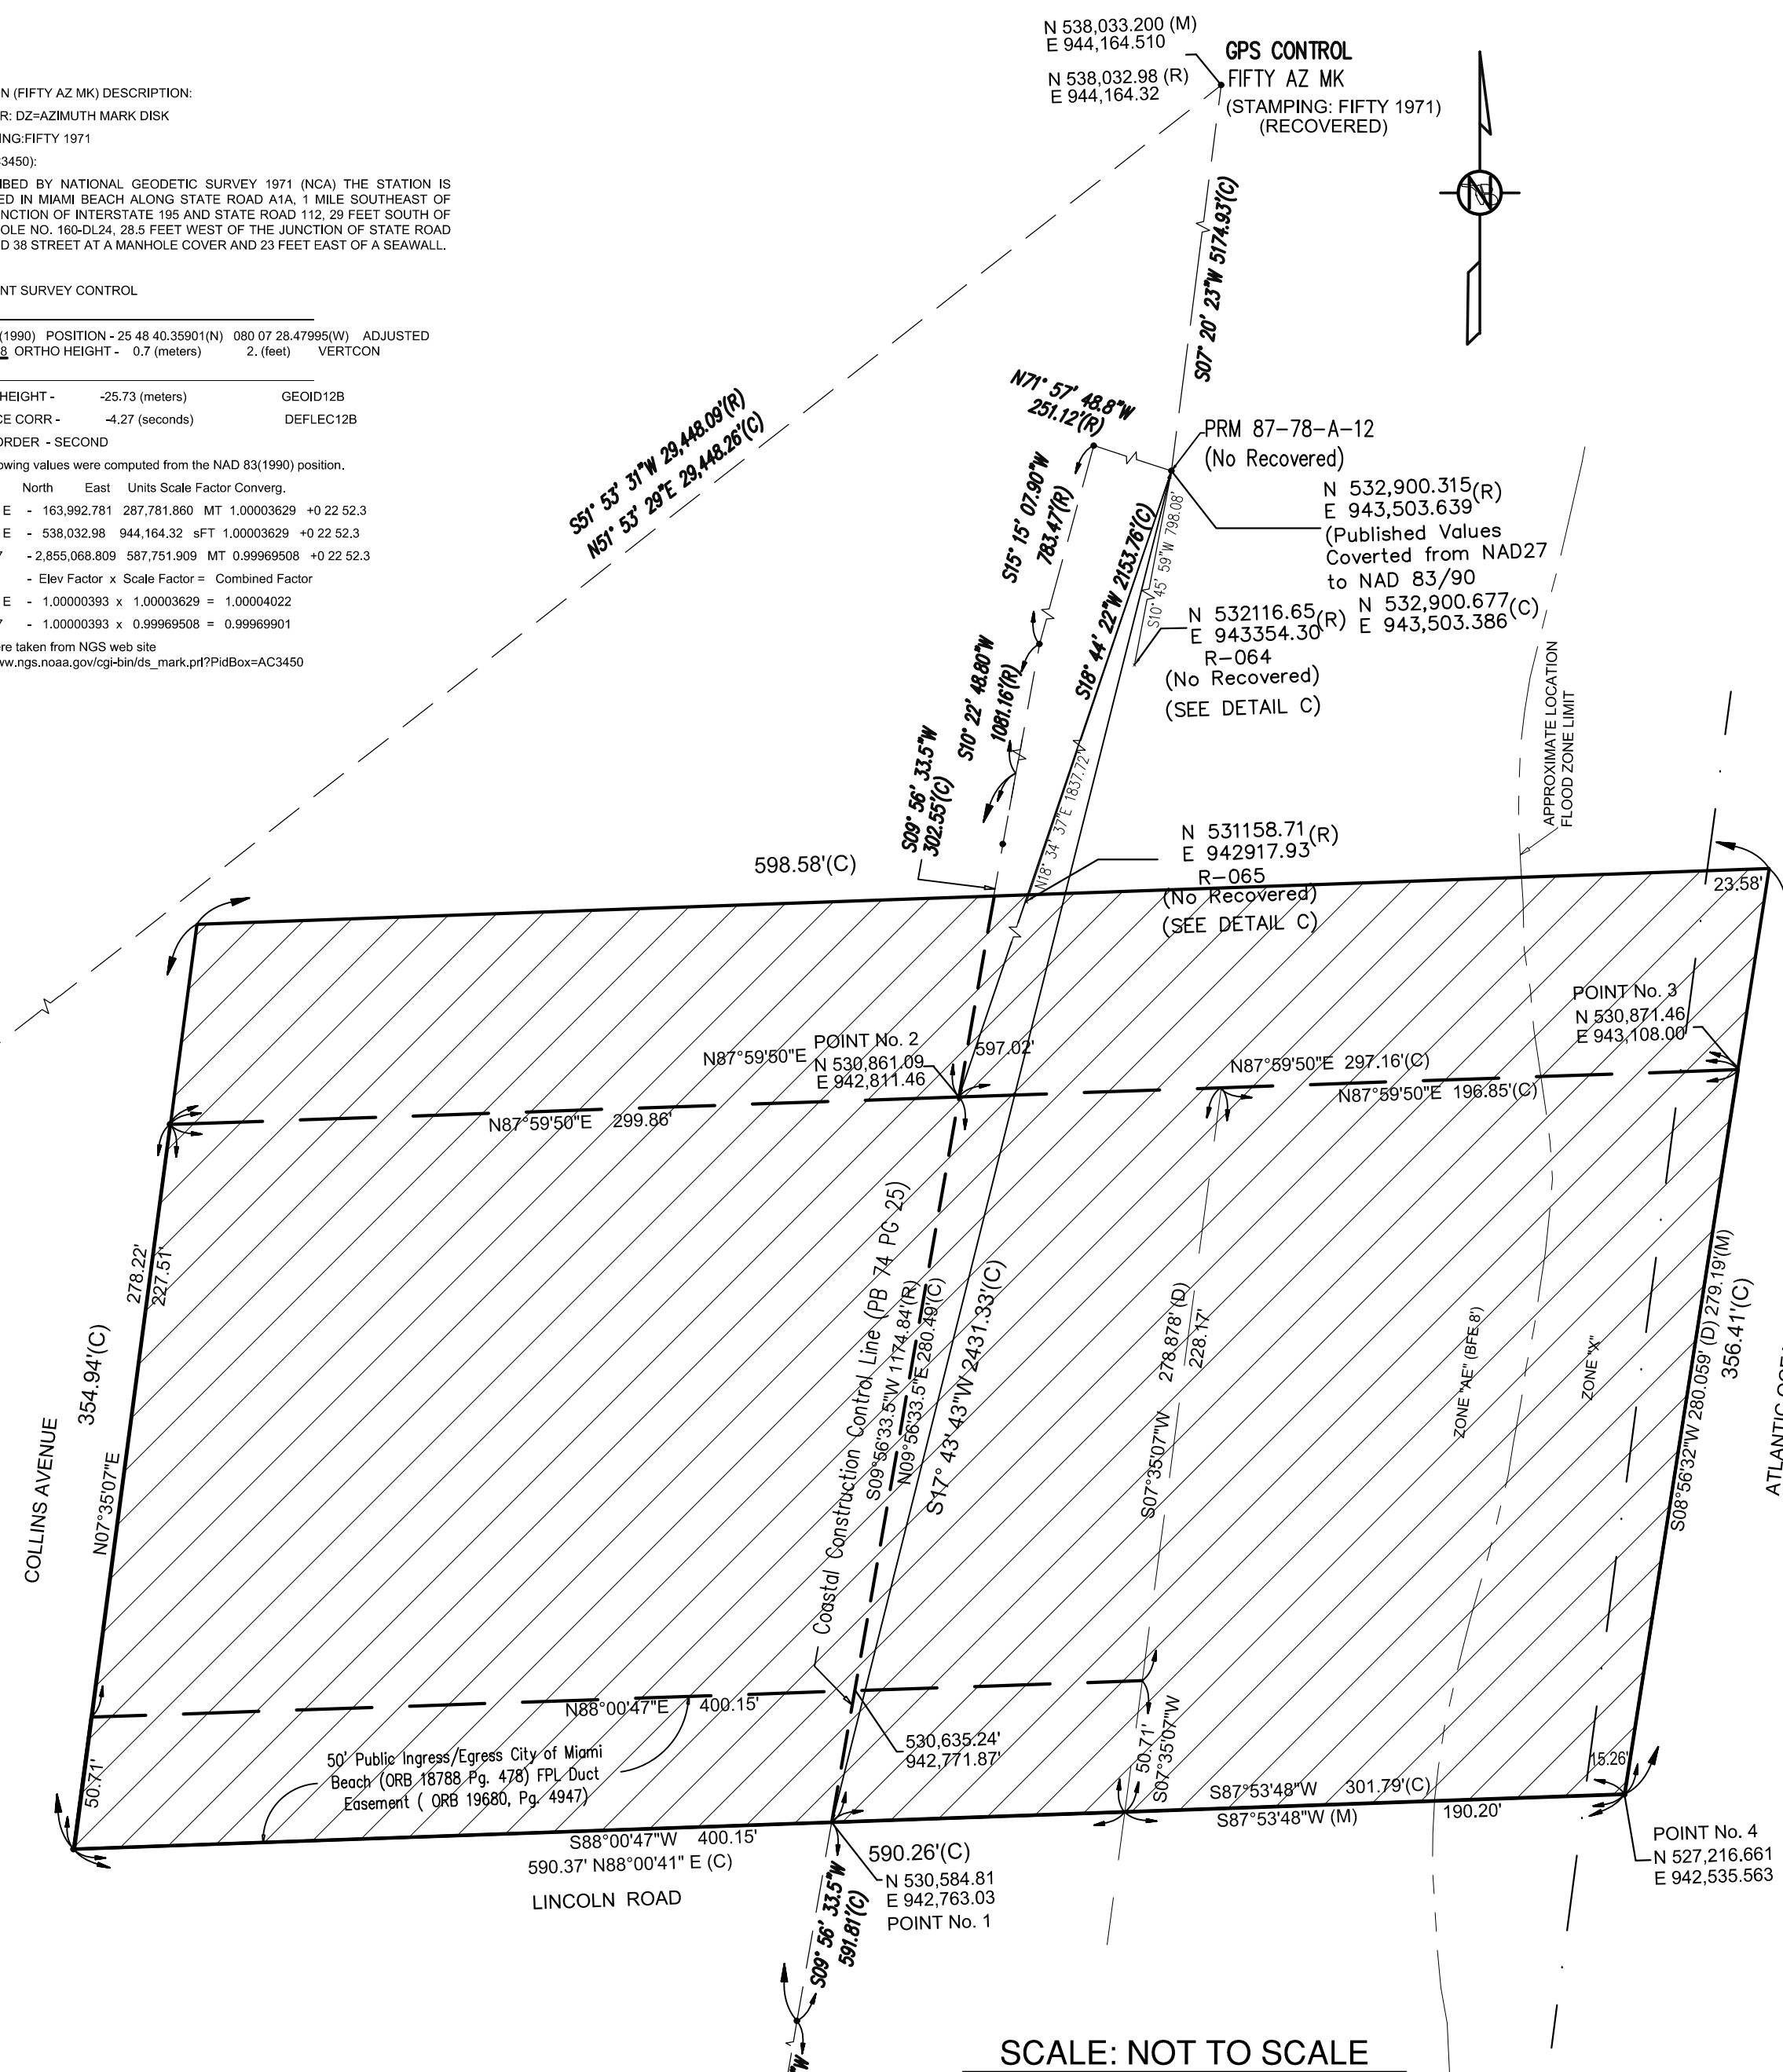 N 538,033.200 (M)
E 944,164.510
N 538,032.98 (R)
E 944,164.32
GPS CONTROL
FIFTY AZ MK
(STAMPING: FIFTY 1971)
(RECOVERED)
N (FIFTY AZ MK) DESCRIPTION:
R: DZ=AZIMUTH MARK DISK
NG:FIFTY 1971
3450):
BED BY NATIONAL GEODETIC SURVEY 1971 (NCA) THE STATION IS
ED IN MIAMI BEACH ALONG STATE ROAD A1A, 1 MILE SOUTHEAST OF
NCTION OF INTERSTATE 195 AND STATE ROAD 112, 29 FEET SOUTH OF
OLE NO. 160-DL24, 28.5 FEET WEST OF THE JUNCTION OF STATE ROAD
D 38 STREET AT A MANHOLE COVER AND 23 FEET EAST OF A SEAWALL.
NT SURVEY CONTROL
(1990) POSITION - 25 48 40.35901(N) 080 07 28.47995(W) ADJUSTED
8 ORTHO HEIGHT - 0.7 (meters) 2. (feet) VERTCON
HEIGHT - -25.73 (meters) GEOID12B
CE CORR - -4.27 (seconds) DEFLEC12B
ORDER - SECOND
owing values were computed from the NAD 83(1990) position.
North East Units Scale Factor Converg.
E - 163,992.781 287,781.860 MT 1.00003629 +0 22 52.3
E - 538,032.98 944,164.32 sFT 1.00003629 +0 22 52.3
7 - 2,855,068.809 587,751.909 MT 0.99969508 +0 22 52.3
- Elev Factor x Scale Factor = Combined Factor
E - 1.00000393 x 1.00003629 = 1.00004022
7 - 1.00000393 x 0.99969508 = 0.99969901
re taken from NGS web site
ww.ngs.noaa.gov/cgi-bin/ds_mark.prl?PidBox=AC3450
N
S07° 20' 23"W 5174.93'(C)
S51° 53' 31"W 29,448.09'(R)
N51° 53' 29"E 29,448.26'(C)
N71° 57' 48.8"W
251.12'(R)
PRM 87-78-A-12
(No Recovered)
N 532,900.315(R)
E 943,503.639
(Published Values
Coverted from NAD27
to NAD 83/90
N 532,900.677(C)
E 943,503.386
S15° 15' 07.90"W
783.47'(R)
S18° 44' 22"W 2153.76'(C)
S10° 45' 59"W 798.08'
N 532116.65(R)
E 943354.30
R-064
(No Recovered)
(SEE DETAIL C)
S10° 22' 48.80"W
1081.16'(R)
N18° 34' 37"E 1837.72'
S09° 56' 33.5"W
302.55'(C)
N 531158.71(R)
E 942917.93
R-065
(No Recovered)
(SEE DETAIL C)
APPROXIMATE LOCATION
FLOOD ZONE LIMIT
598.58'(C)
23.58'
POINT No. 3
N 530,871.46
E 943,108.00
POINT No. 2
N 530,861.09
E 942,811.46
N87°59'50"E
597.02'
N87°59'50"E 297.16'(C)
N87°59'50"E 196.85'(C)
N87°59'50"E 299.86'
278.22'
227.51'
354.94'(C)
COLLINS AVENUE
N07°35'07"E
Coastal Construction Control Line (PB 74 PG 25)
S09°56'33.5"W 1174.84'(R)
N09°56'33.5"E 280.49'(C)
S17° 43' 43"W 2431.33'(C)
S07°35'07"W 278.878' (D)
228.17'
ZONE "AE" (BFE 8')
ZONE "X"
S08°56'32"W 280.059' (D) 279.19'(M)
356.41'(C)
N88°00'47"E 400.15'
50' Public Ingress/Egress City of Miami
Beach (ORB 18788 Pg. 478) FPL Duct
Easement ( ORB 19680, Pg. 4947)
530,635.24'
942,771.87'
50.71'
50.71'
S07°35'07"W
15.26'
S87°53'48"W 301.79'(C)
S87°53'48"W (M) 190.20'
S88°00'47"W 400.15'
590.37' N88°00'41" E (C)
LINCOLN ROAD
590.26'(C)
N 530,584.81
E 942,763.03
POINT No. 1
POINT No. 4
N 527,216.661
E 942,535.563
S09° 56' 33.5"W
591.81'(C)
"W
SCALE: NOT TO SCALE